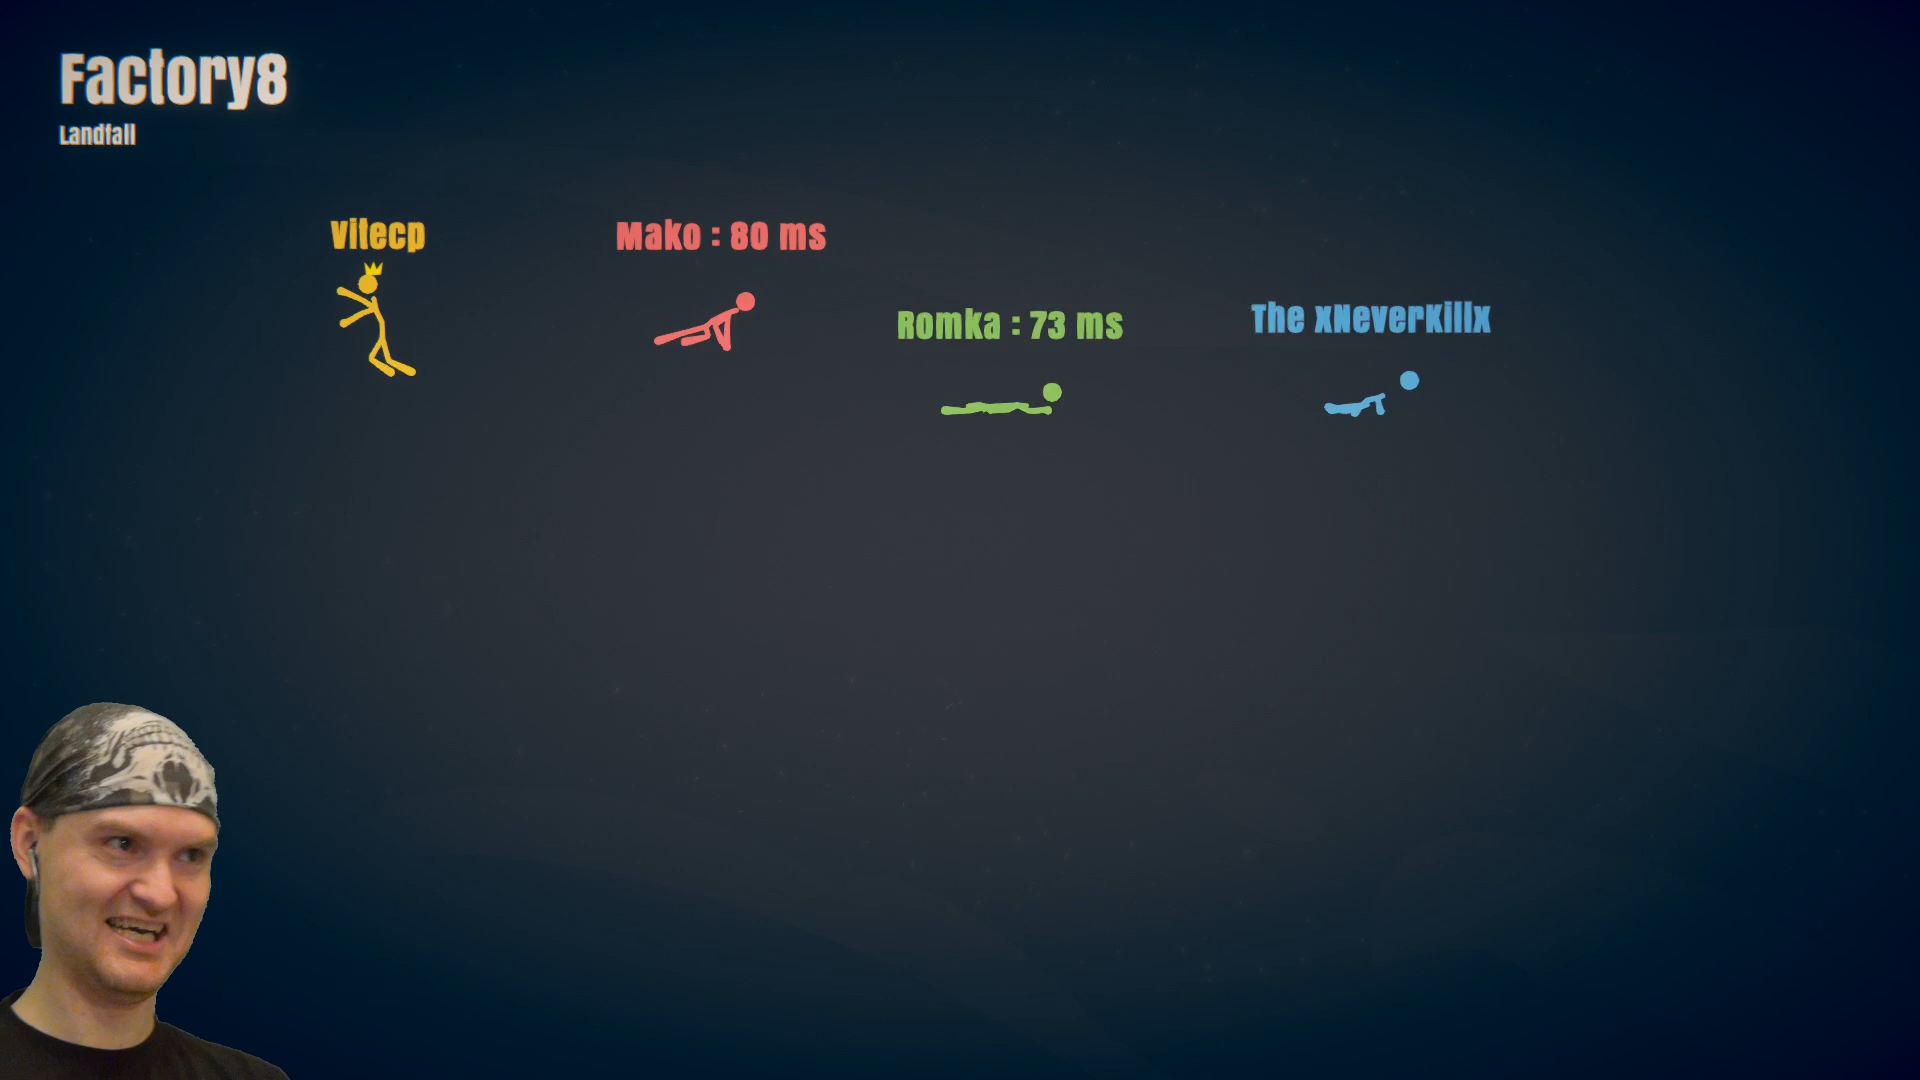 Factory8
Landfall
vitecp
Mako : 80 ms
Romka : 73 ms
The xNeverKillx